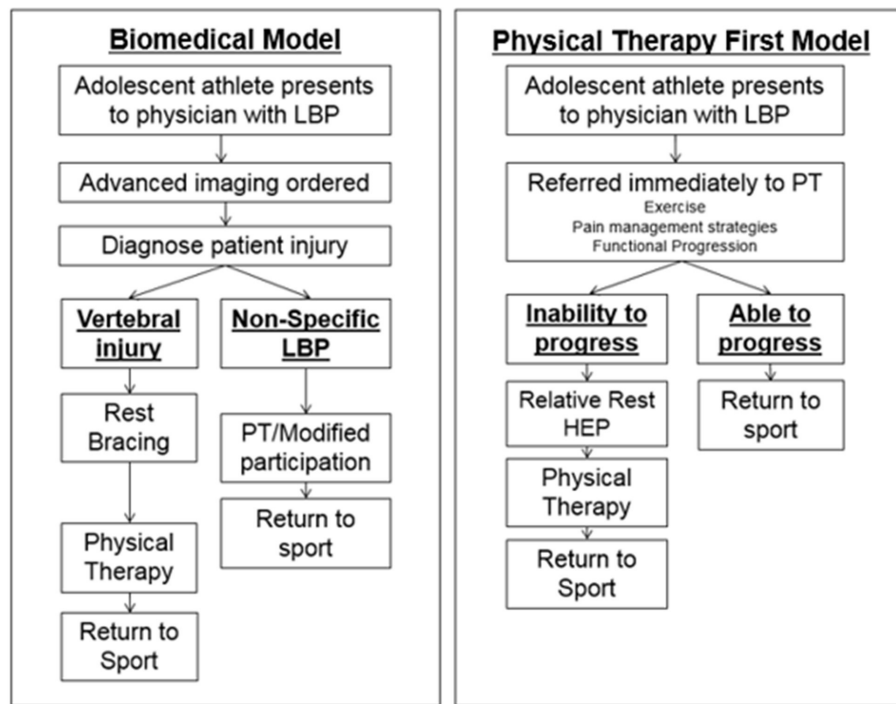 Biomedical Model
Adolescent athlete presents
to physician with LBP
Advanced imaging ordered
Diagnose patient injury
Vertebral
injury
Rest
Bracing
Physical
Therapy
Return to
Sport
Non-Specific
LBP
PT/Modified
participation
Return to
sport
Physical Therapy First Model
Adolescent athlete presents
to physician with LBP
Referred immediately to PT
Exercise
Pain management strategies
Functional Progression
Inability to
progress
Relative Rest
HEP
Physical
Therapy
Return to
Sport
Able to
progress
Return to
sport